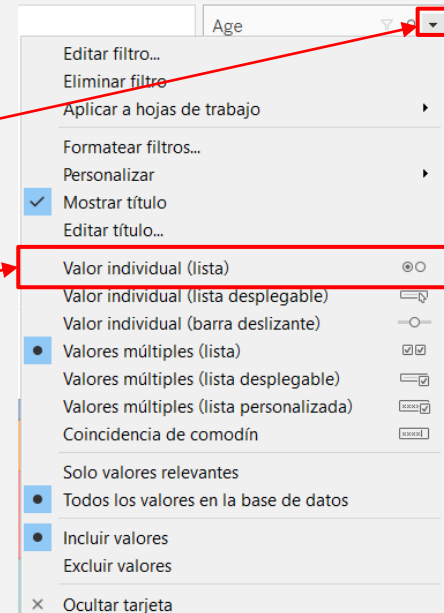 Age
Editar filtro...
Eliminar filtro
Aplicar a hojas de trabajo
Formatear filtros...
Personalizar
Mostrar título
Editar título...
Valor individual (lista)
Valor individual (lista desplegable)
Valor individual (barra deslizante)
Valores múltiples (lista)
Valores múltiples (lista desplegable)
Valores múltiples (lista personalizada)
Coincidencia de comodín
Solo valores relevantes
Todos los valores en la base de datos
Incluir valores
Excluir valores
Ocultar tarjeta